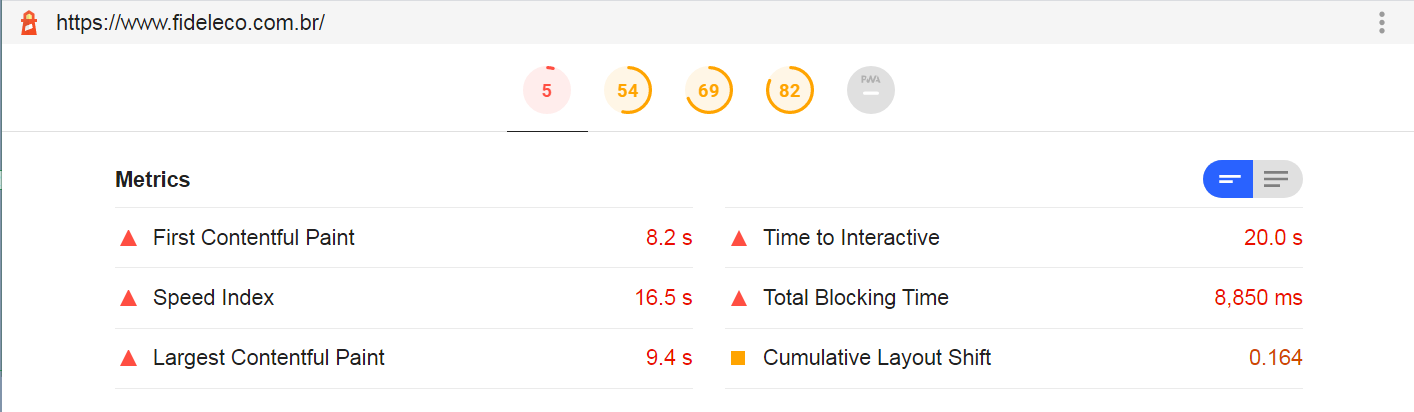 https://www.fideleco.com.br/
5 54 69 82 PWA
Metrics
First Contentful Paint 8.2 s
Time to Interactive 20.0 s
Speed Index 16.5 s
Total Blocking Time 8,850 ms
Largest Contentful Paint 9.4 s
Cumulative Layout Shift 0.164